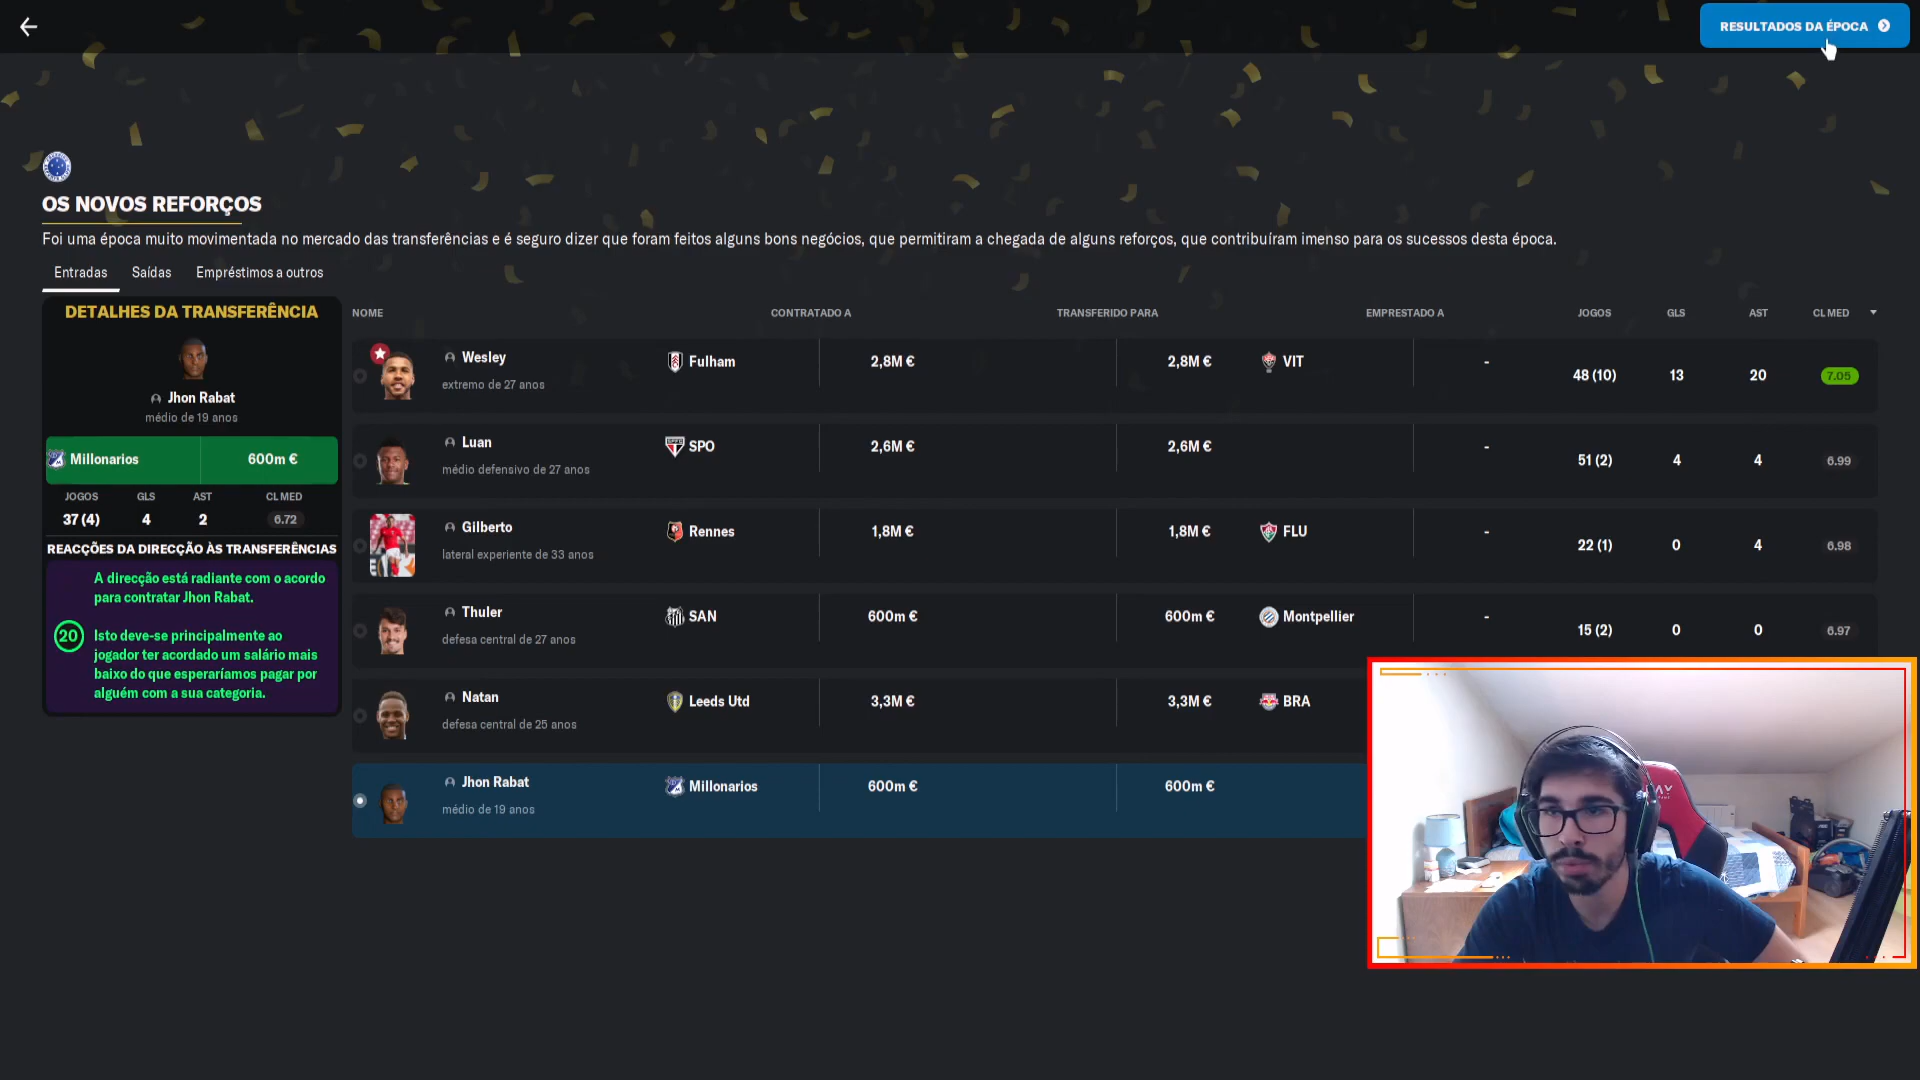 RESULTADOS DA ÉPOCA
OS NOVOS REFORÇOS
Foi uma época muito movimentada no mercado das transferências e é seguro dizer que foram feitos alguns bons negócios, que permitiram a chegada de alguns reforços, que contribuíram imenso para os sucessos desta época.
Entradas Saídas Empréstimos a outros
DETALHES DA TRANSFERÊNCIA
Jhon Rabat
médio de 19 anos
Millonarios 600m €
JOGOS GLS AST CL MED
37 (4) 4 2 6.72
REACÇÕES DA DIRECÇÃO ÀS TRANSFERÊNCIAS
A direcção está radiante com o acordo
para contratar Jhon Rabat.
20
Isto deve-se principalmente ao
jogador ter acordado um salário mais
baixo do que esperaríamos pagar por
alguém com a sua categoria.
NOME CONTRATADO A TRANSFERIDO PARA EMPRESTADO A JOGOS GLS AST CL MED
Wesley Fulham 2,8M € 2,8M € VIT - 48 (10) 13 20 7.05
extremo de 27 anos
Luan SPO 2,6M € 2,6M € - 51 (2) 4 4 6.99
médio defensivo de 27 anos
Gilberto Rennes 1,8M € 1,8M € FLU - 22 (1) 0 4 6.98
lateral experiente de 33 anos
Thuler SAN 600m € 600m € Montpellier - 15 (2) 0 0 6.97
defesa central de 27 anos
Natan Leeds Utd 3,3M € 3,3M € BRA
defesa central de 25 anos
Jhon Rabat Millonarios 600m € 600m €
médio de 19 anos